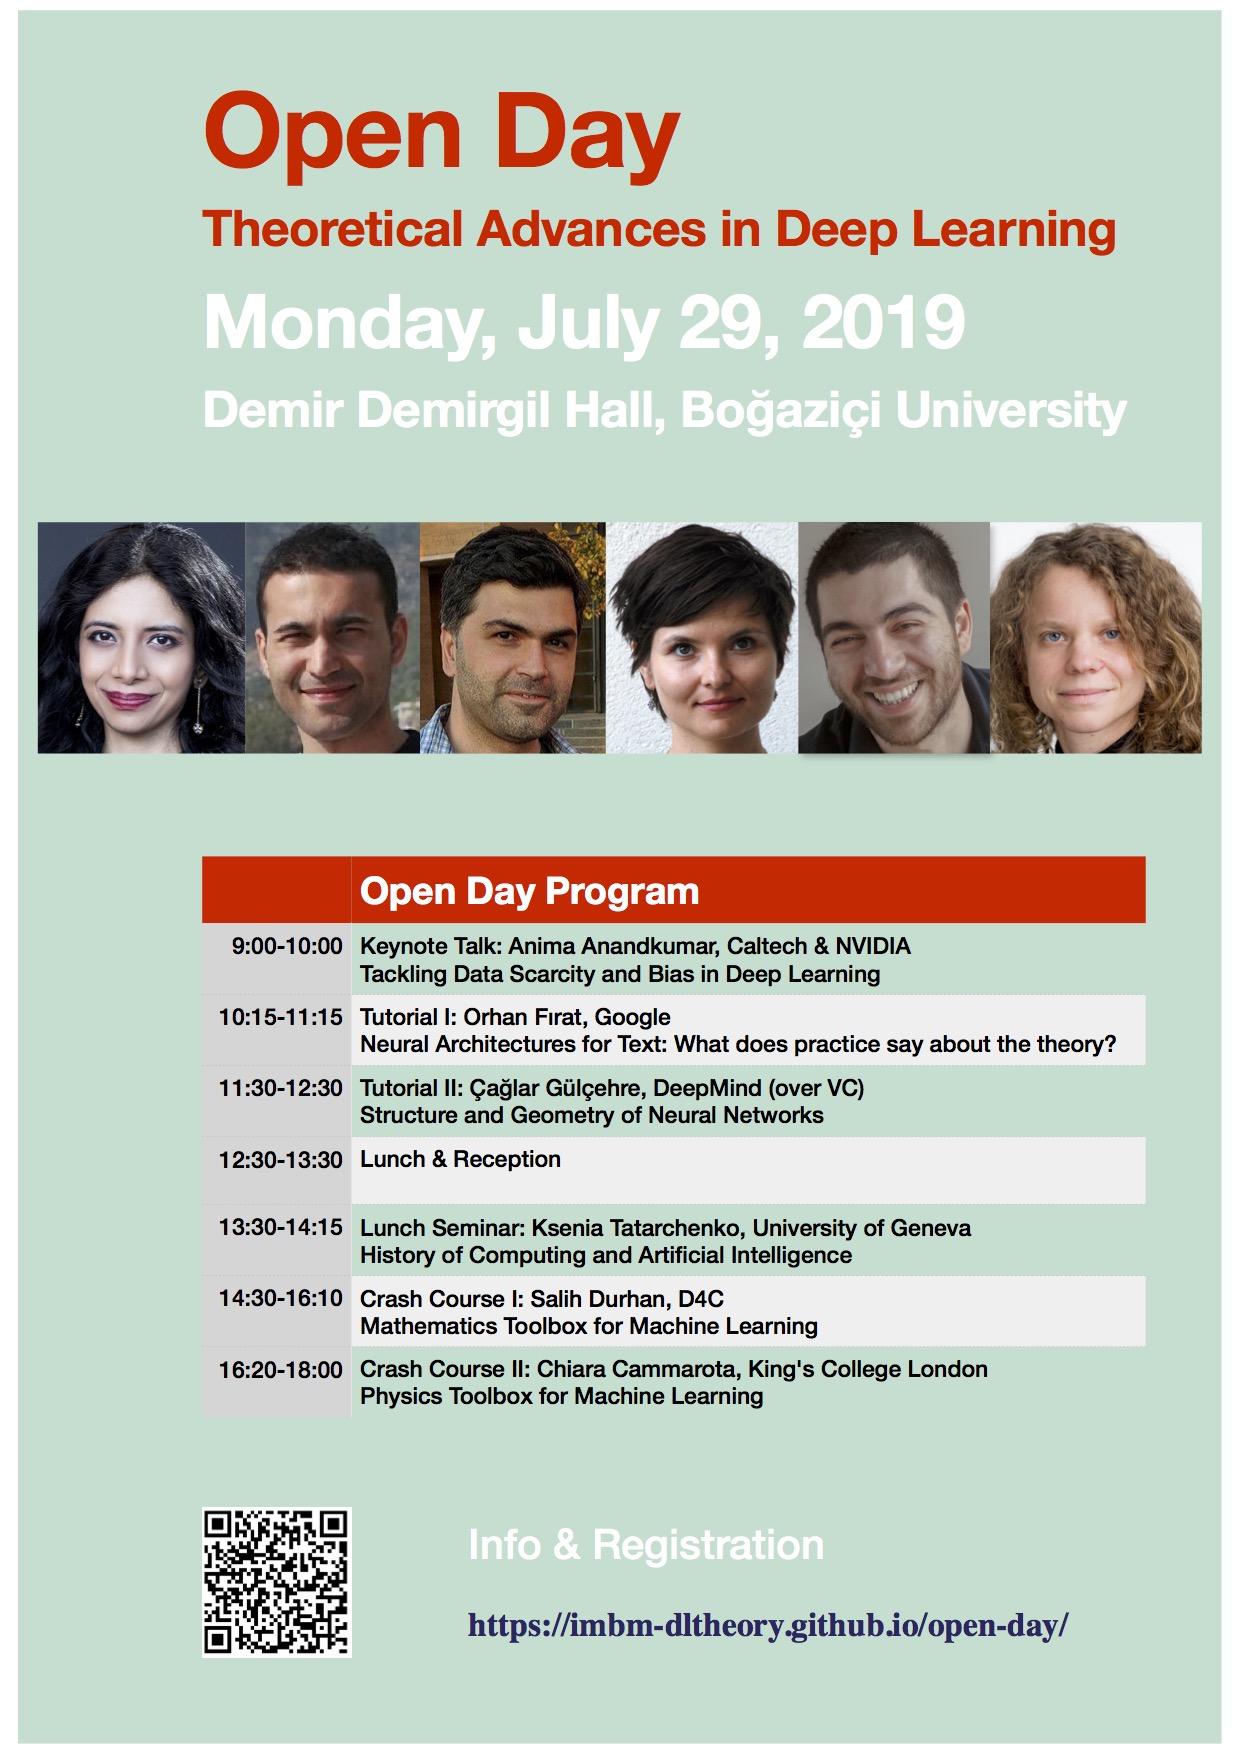 Open Day
Theoretical Advances in Deep Learning
Monday, July 29, 2019
Demir Demirgil Hall, Boğaziçi University
Open Day Program
9:00-10:00 Keynote Talk: Anima Anandkumar, Caltech & NVIDIA
Tackling Data Scarcity and Bias in Deep Learning
10:15-11:15 Tutorial I: Orhan Fırat, Google
Neural Architectures for Text: What does practice say about the theory?
11:30-12:30 Tutorial II: Çağlar Gülçehre, DeepMind (over VC)
Structure and Geometry of Neural Networks
12:30-13:30 Lunch & Reception
13:30-14:15 Lunch Seminar: Ksenia Tatarchenko, University of Geneva
History of Computing and Artificial Intelligence
14:30-16:10 Crash Course I: Salih Durhan, D4C
Mathematics Toolbox for Machine Learning
16:20-18:00 Crash Course II: Chiara Cammarota, King's College London
Physics Toolbox for Machine Learning
Info & Registration
https://imbm-dltheory.github.io/open-day/